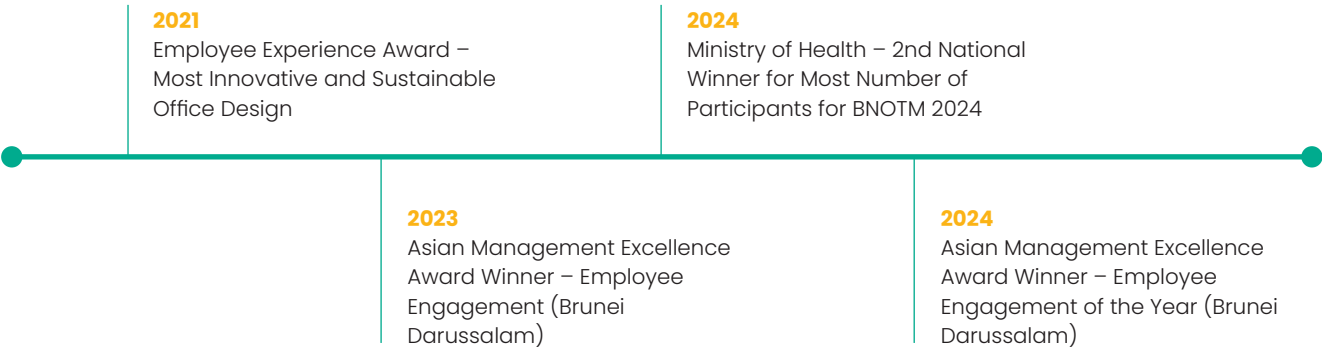 2021
Employee Experience Award –
Most Innovative and Sustainable
Office Design
2023
Asian Management Excellence
Award Winner – Employee
Engagement (Brunei
Darussalam)
2024
Ministry of Health – 2nd National
Winner for Most Number of
Participants for BNOTM 2024
2024
Asian Management Excellence
Award Winner – Employee
Engagement of the Year (Brunei
Darussalam)